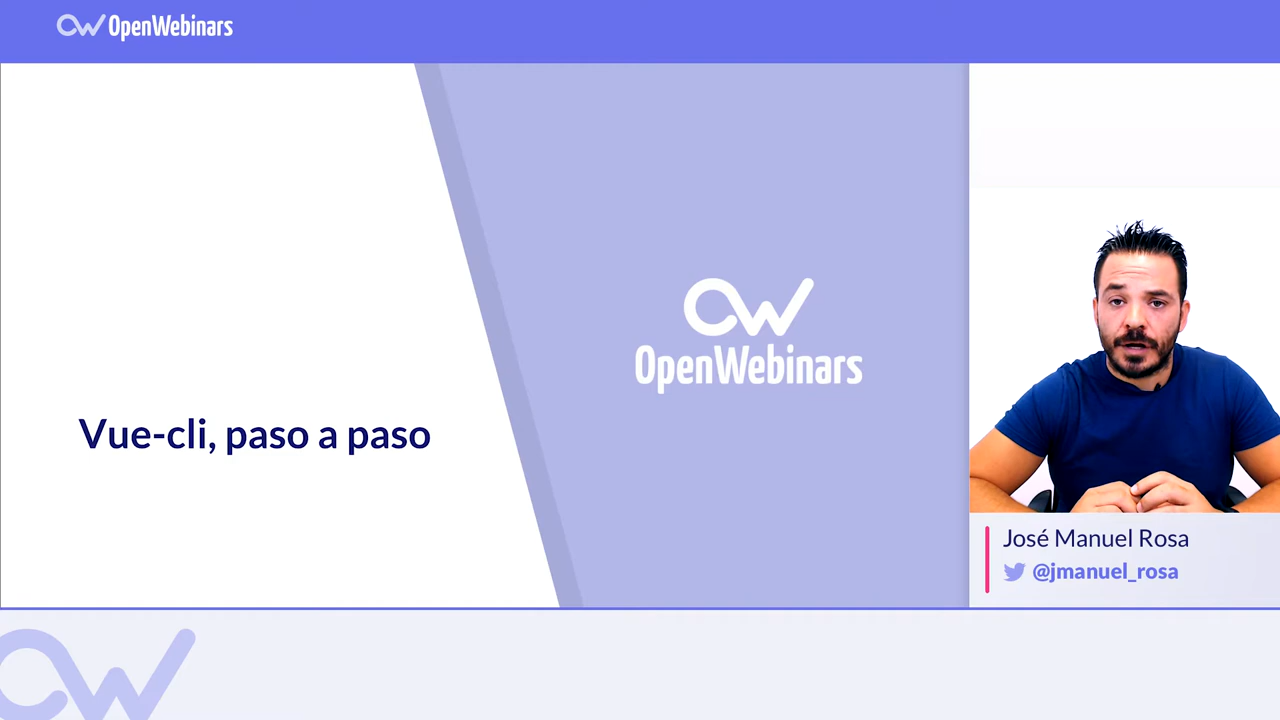 OpenWebinars
OpenWebinars
Vue-cli, paso a paso
José Manuel Rosa
@jmanuel_rosa